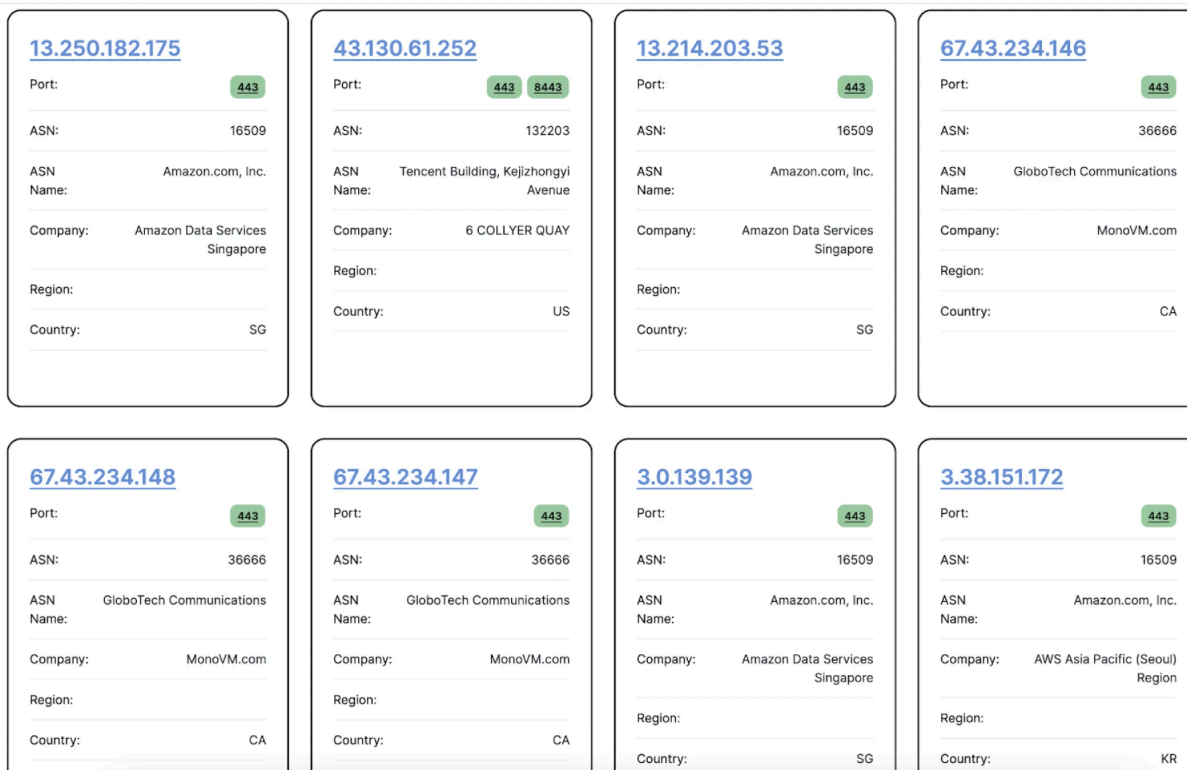 13.250.182.175
Port: 443
ASN: 16509
ASN Name: Amazon.com, Inc.
Company: Amazon Data Services Singapore
Region:
Country: SG
43.130.61.252
Port: 443 8443
ASN: 132203
ASN Name: Tencent Building, Kejizhongyi Avenue
Company: 6 COLLYER QUAY
Region:
Country: US
13.214.203.53
Port: 443
ASN: 16509
ASN Name: Amazon.com, Inc.
Company: Amazon Data Services Singapore
Region:
Country: SG
67.43.234.146
Port: 443
ASN: 36666
ASN Name: GloboTech Communications
Company: MonoVM.com
Region:
Country: CA
67.43.234.148
Port: 443
ASN: 36666
ASN Name: GloboTech Communications
Company: MonoVM.com
Region:
Country: CA
67.43.234.147
Port: 443
ASN: 36666
ASN Name: GloboTech Communications
Company: MonoVM.com
Region:
Country: CA
3.0.139.139
Port: 443
ASN: 16509
ASN Name: Amazon.com, Inc.
Company: Amazon Data Services Singapore
Region:
Country: SG
3.38.151.172
Port: 443
ASN: 16509
ASN Name: Amazon.com, Inc.
Company: AWS Asia Pacific (Seoul) Region
Region:
Country: KR